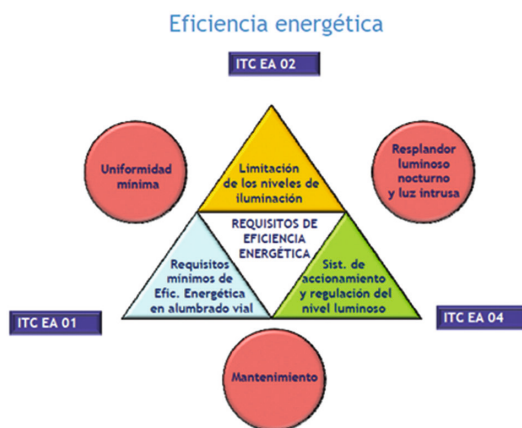 Eficiencia energética
ITC EA 02
Uniformidad
mínima
Resplandor
luminoso
nocturno
y luz intrusa
Limitación
de los niveles de
iluminación
REQUISITOS DE
EFICIENCIA
ENERGÉTICA
Requisitos
mínimos de
Efic. Energética
en alumbrado vial
Sist. de
accionamiento
y regulación del
nivel luminoso
ITC EA 01
ITC EA 04
Mantenimiento